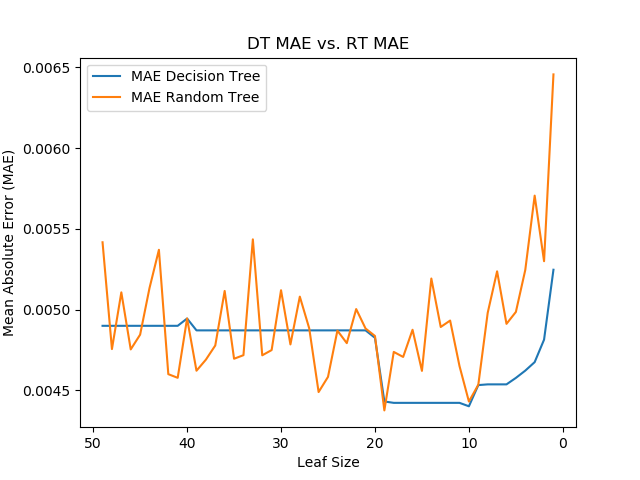 DT MAE vs. RT MAE
MAE Decision Tree
MAE Random Tree
0.0065
0.0060
0.0055
0.0050
0.0045
Mean Absolute Error (MAE)
50 40 30 20 10 0
Leaf Size